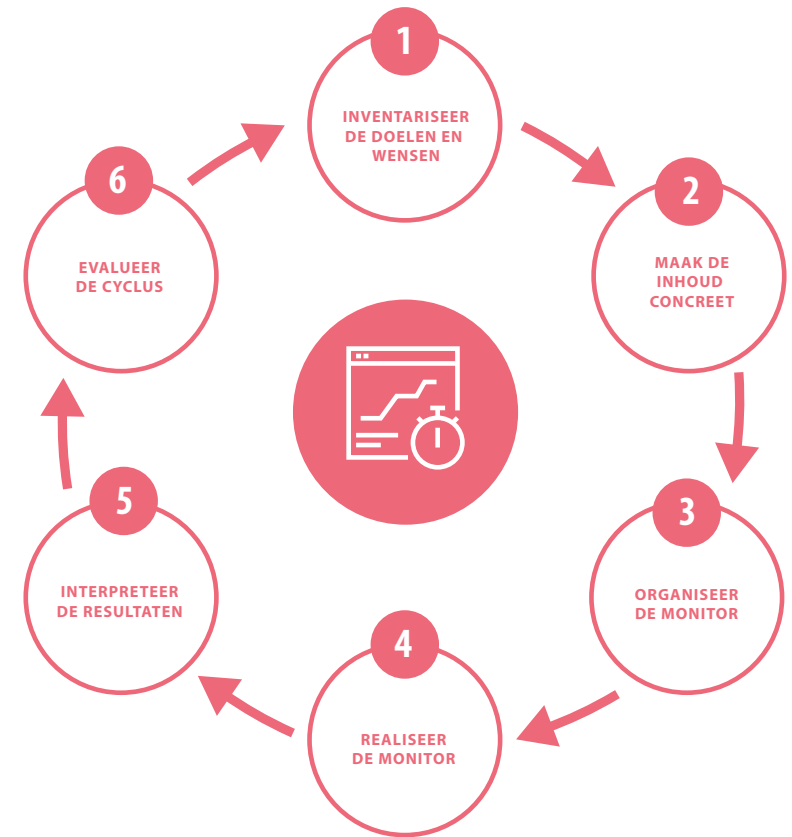 1
INVENTARISEER
DE DOELEN EN
WENSEN
2
MAAK DE
INHOUD
CONCREET
3
ORGANISEER
DE MONITOR
4
REALISEER
DE MONITOR
5
INTERPRETEER
DE RESULTATEN
6
EVALUEER
DE CYCLUS